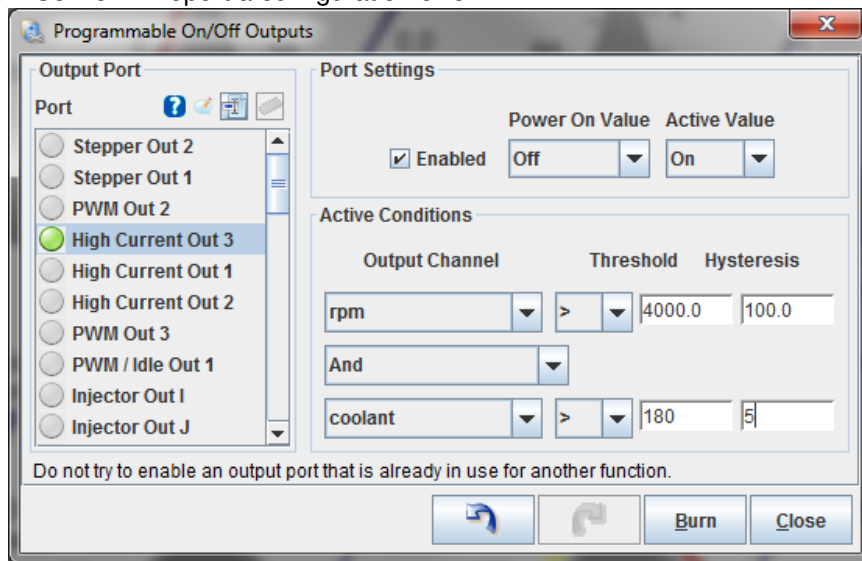 Programmable On/Off Outputs
Output Port
Port
Stepper Out 2
Stepper Out 1
PWM Out 2
High Current Out 3
High Current Out 1
High Current Out 2
PWM Out 3
PWM / Idle Out 1
Injector Out I
Injector Out J
Port Settings
Power On Value Active Value
Enabled Off On
Active Conditions
Output Channel Threshold Hysteresis
rpm > 4000.0 100.0
And
coolant > 180 5
Do not try to enable an output port that is already in use for another function.
Burn Close